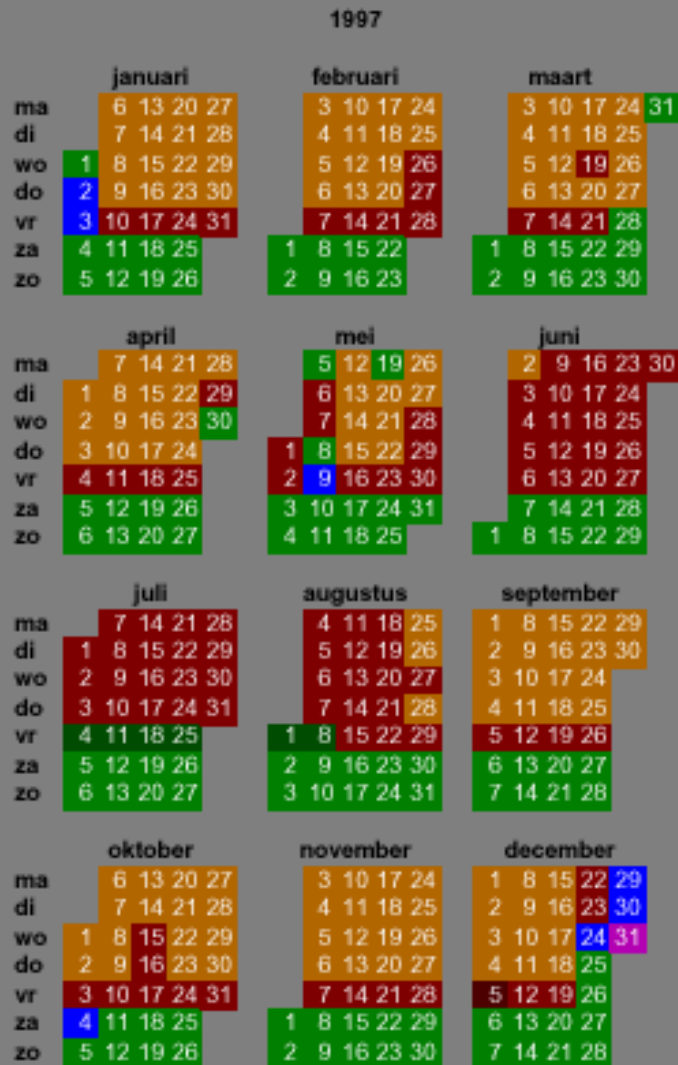 1997
januari februari maart
ma 6 13 20 27 3 10 17 24 3 10 17 24 31
di 7 14 21 28 4 11 18 25 4 11 18 25
wo 1 8 15 22 29 5 12 19 26 5 12 19 26
do 2 9 16 23 30 6 13 20 27 6 13 20 27
vr 3 10 17 24 31 7 14 21 28 7 14 21 28
za 4 11 18 25 1 8 15 22 1 8 15 22 29
zo 5 12 19 26 2 9 16 23 2 9 16 23 30
april mei juni
ma 7 14 21 28 5 12 19 26 2 9 16 23 30
di 1 8 15 22 29 6 13 20 27 3 10 17 24
wo 2 9 16 23 30 7 14 21 28 4 11 18 25
do 3 10 17 24 1 8 15 22 29 5 12 19 26
vr 4 11 18 25 2 9 16 23 30 6 13 20 27
za 5 12 19 26 3 10 17 24 31 7 14 21 28
zo 6 13 20 27 4 11 18 25 1 8 15 22 29
juli augustus september
ma 7 14 21 28 4 11 18 25 1 8 15 22 29
di 1 8 15 22 29 5 12 19 26 2 9 16 23 30
wo 2 9 16 23 30 6 13 20 27 3 10 17 24
do 3 10 17 24 31 7 14 21 28 4 11 18 25
vr 4 11 18 25 1 8 15 22 29 5 12 19 26
za 5 12 19 26 2 9 16 23 30 6 13 20 27
zo 6 13 20 27 3 10 17 24 31 7 14 21 28
oktober november december
ma 6 13 20 27 3 10 17 24 1 8 15 22 29
di 7 14 21 28 4 11 18 25 2 9 16 23 30
wo 1 8 15 22 29 5 12 19 26 3 10 17 24 31
do 2 9 16 23 30 6 13 20 27 4 11 18 25
vr 3 10 17 24 31 7 14 21 28 5 12 19 26
za 4 11 18 25 1 8 15 22 29 6 13 20 27
zo 5 12 19 26 2 9 16 23 30 7 14 21 28